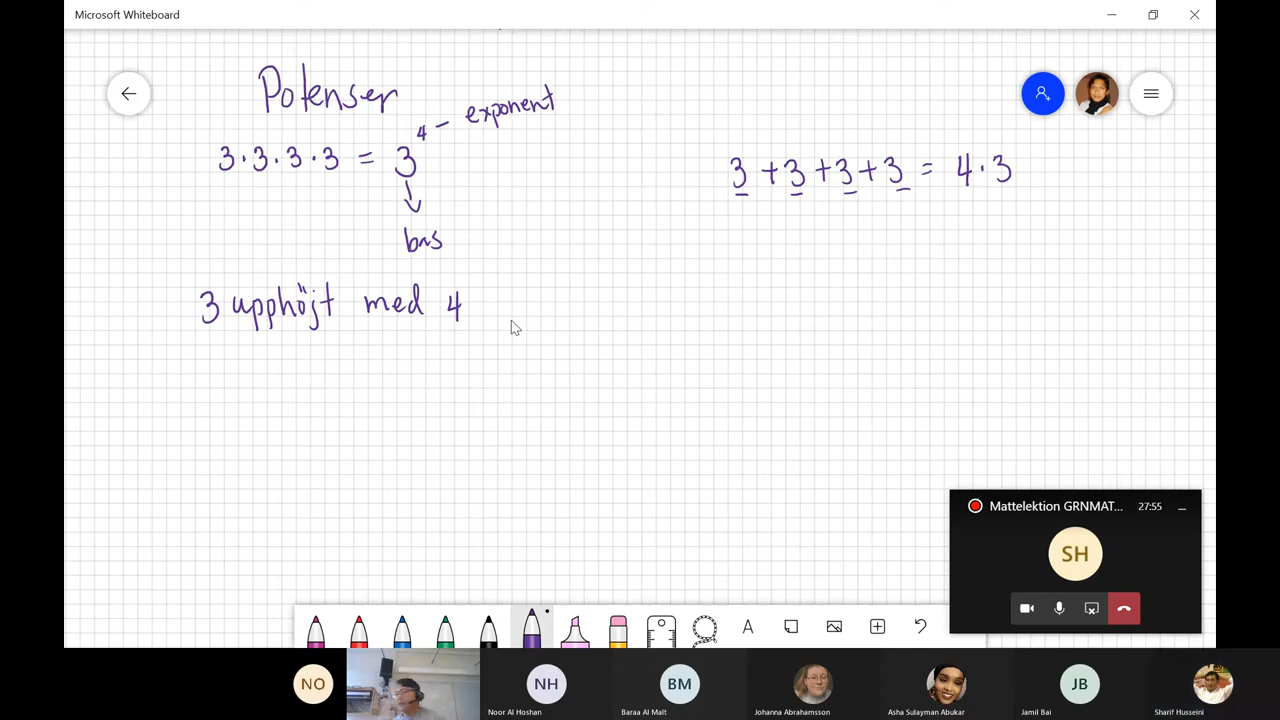 Microsoft Whiteboard
Potenser
4 - exponent
3·3·3·3 = 3
bas
3 upphöjt med 4
3 + 3 + 3 + 3 = 4·3
Mattelektion GRNMAT...
27:55
SH
A
NO
NH
Noor Al Hoshan
BM
Baraa Al Malt
Johanna Abrahamsson
Asha Sulayman Abukar
JB
Jamil Bai
Sharif Husseini